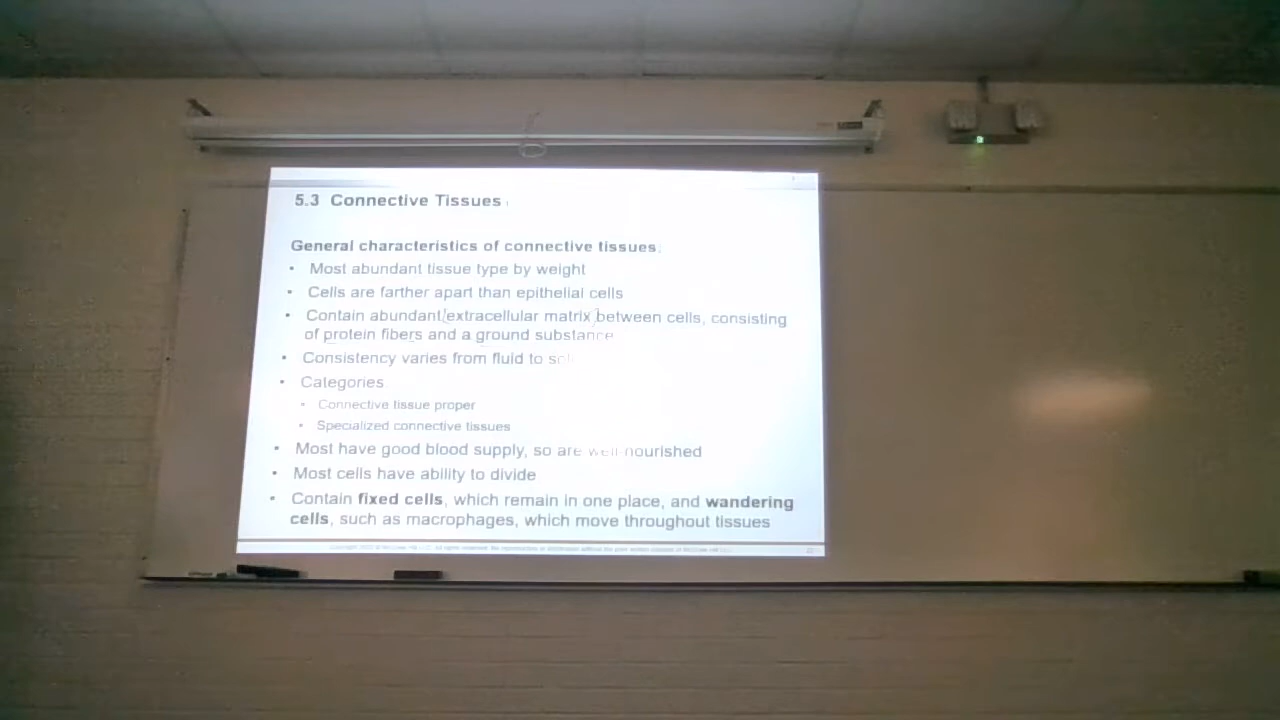 5.3 Connective Tissues
General characteristics of connective tissues:
• Most abundant tissue type by weight
• Cells are farther apart than epithelial cells
• Contain abundant extracellular matrix between cells, consisting
of protein fibers and a ground substance
• Consistency varies from fluid to
• Categories
• Connective tissue proper
• Specialized connective tissues
• Most have good blood supply, so are well nourished
• Most cells have ability to divide
• Contain fixed cells, which remain in one place, and wandering
cells, such as macrophages, which move throughout tissues